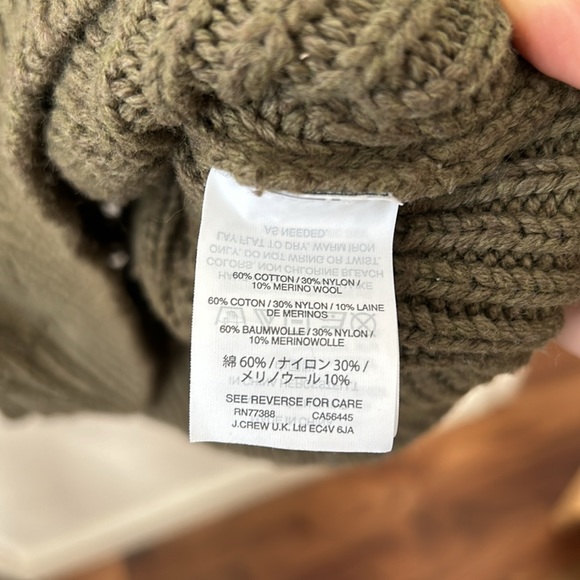 60% COTTON / 30% NYLON /
10% MERINO WOOL
60% COTON / 30% NYLON / 10% LAINE
DE MERINOS
60% BAUMWOLLE / 30% NYLON /
10% MERINOWOLLE
綿 60% / ナイロン 30% /
メリノウール 10%
SEE REVERSE FOR CARE
RN77388 CA56445
J.CREW U.K. Ltd EC4V 6JA